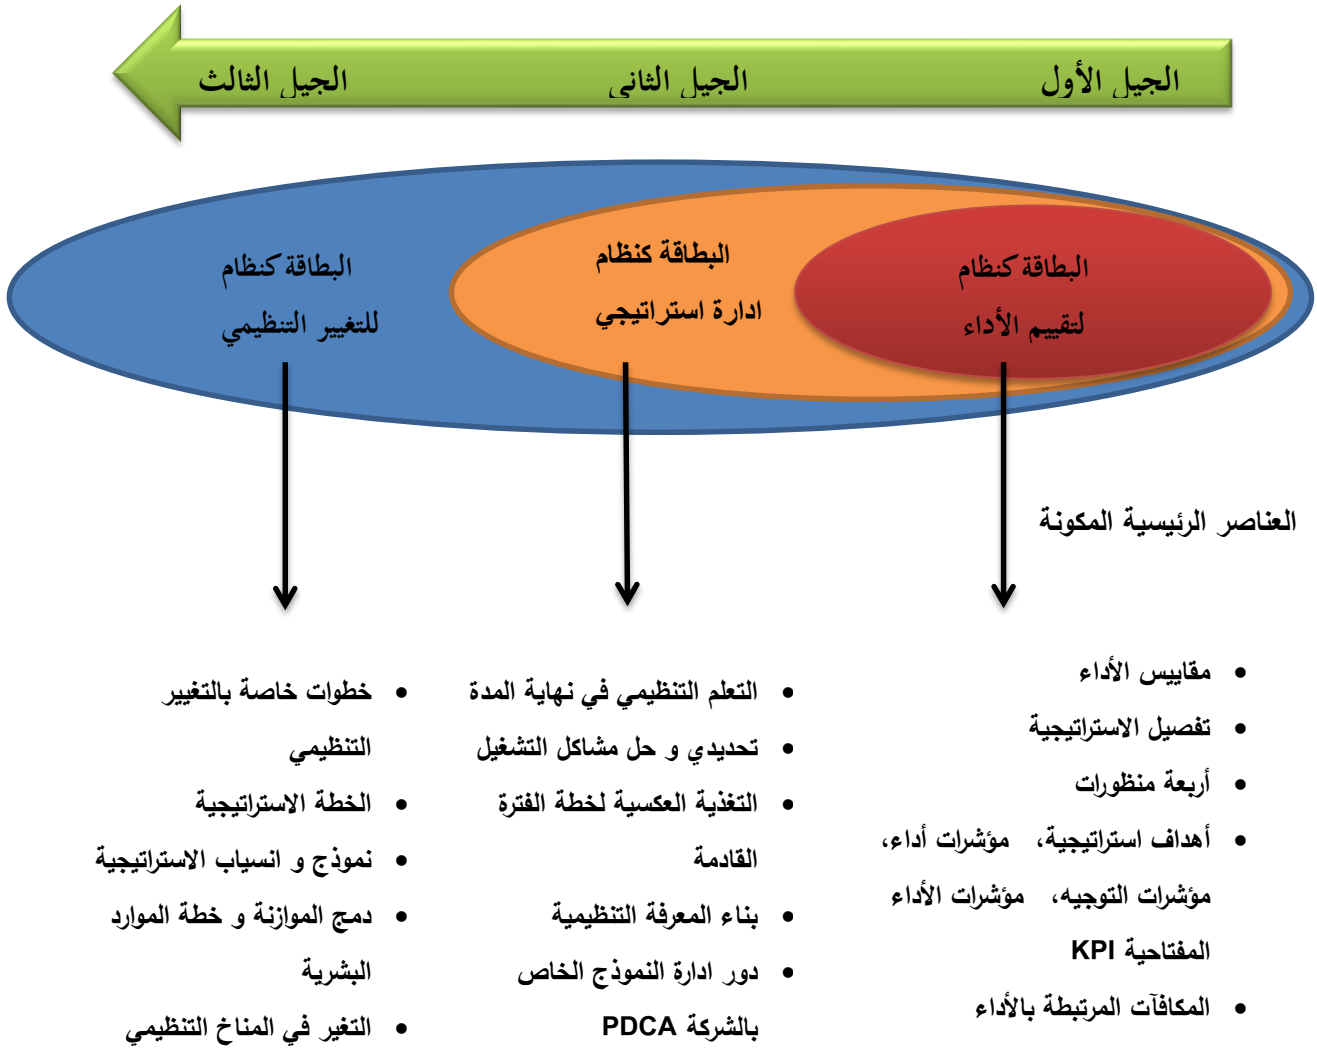 الجيل الأول
الجيل الثاني
الجيل الثالث
البطاقة كنظام
لتقييم الأداء
البطاقة كنظام
ادارة استراتيجي
البطاقة كنظام
للتغيير التنظيمي
العناصر الرئيسية المكونة
• مقاييس الأداء
• تفصيل الاستراتيجية
• أربعة منظورات
• أهداف استراتيجية، مؤشرات أداء،
مؤشرات التوجيه، مؤشرات الأداء
المفتاحية KPI
• المكافآت المرتبطة بالأداء
• التعلم التنظيمي في نهاية المدة
• تحديدي و حل مشاكل التشغيل
• التغذية العكسية لخطة الفترة
القادمة
• بناء المعرفة التنظيمية
• دور ادارة النموذج الخاص
بالشركة PDCA
• خطوات خاصة بالتغيير
التنظيمي
• الخطة الاستراتيجية
• نموذج و انسياب الاستراتيجية
• دمج الموازنة و خطة الموارد
البشرية
• التغير في المناخ التنظيمي